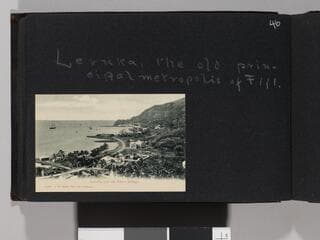 40
Levuka, the old prin-
cipal metropolis of Fiji.